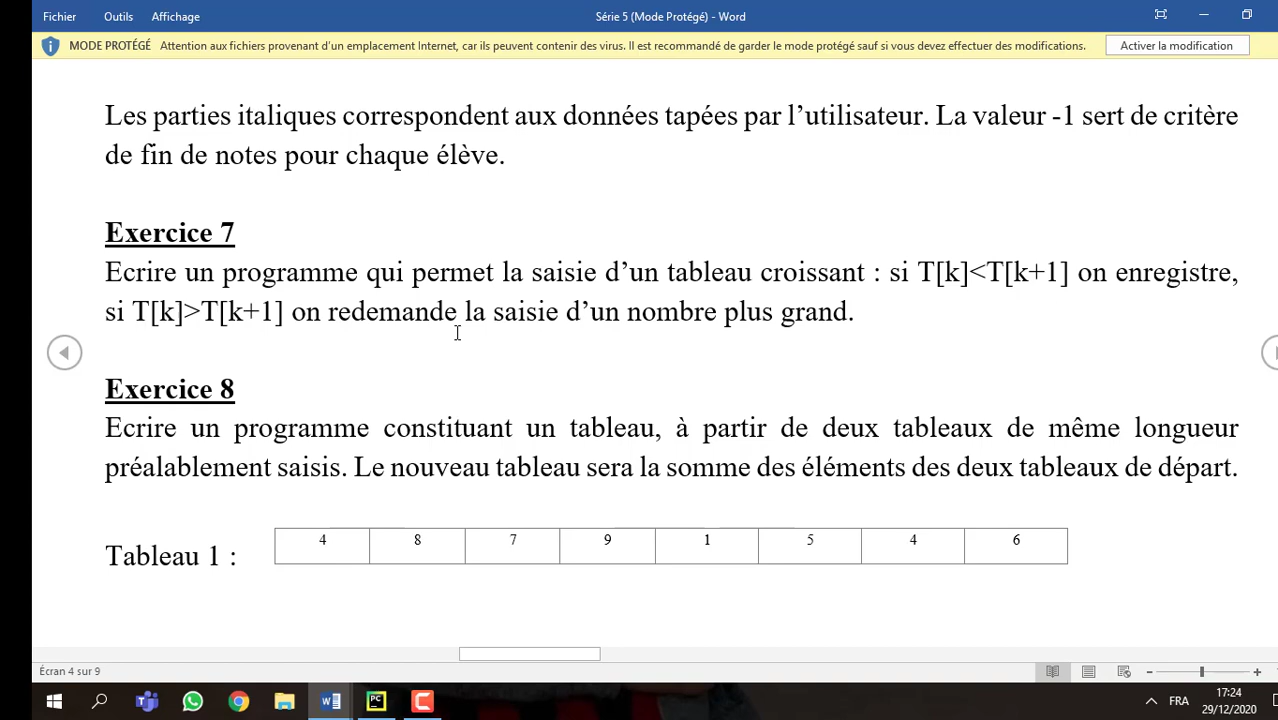 Fichier Outils Affichage Série 5 (Mode Protégé) - Word
MODE PROTÉGÉ Attention aux fichiers provenant d'un emplacement Internet, car ils peuvent contenir des virus. Il est recommandé de garder le mode protégé sauf si vous devez effectuer des modifications. Activer la modification
Les parties italiques correspondent aux données tapées par l'utilisateur. La valeur -1 sert de critère
de fin de notes pour chaque élève.
Exercice 7
Ecrire un programme qui permet la saisie d'un tableau croissant : si T[k]<T[k+1] on enregistre,
si T[k]>T[k+1] on redemande la saisie d'un nombre plus grand.
Exercice 8
Ecrire un programme constituant un tableau, à partir de deux tableaux de même longueur
préalablement saisis. Le nouveau tableau sera la somme des éléments des deux tableaux de départ.
Tableau 1 : 4 8 7 9 1 5 4 6
Écran 4 sur 9
PC W FRA 17:24
29/12/2020